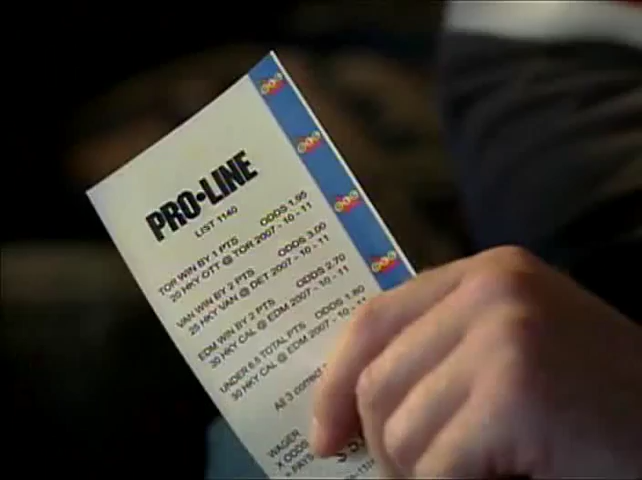 PRO•LINE
LIST 1140
TOR WIN BY 1 PTS ODDS 1.95
20 HKY OTT @ TOR 2007 - 10 - 11
VAN WIN BY 2 PTS ODDS 3.00
25 HKY VAN @ DET 2007 - 10 - 11
EDM WIN BY 2 PTS ODDS 2.70
30 HKY CAL @ EDM 2007 - 10 - 11
UNDER 6.5 TOTAL PTS ODDS 1.80
30 HKY CAL @ EDM 2007 - 10 - 11
All 3 correct
WAGER
X ODDS
= PAYS